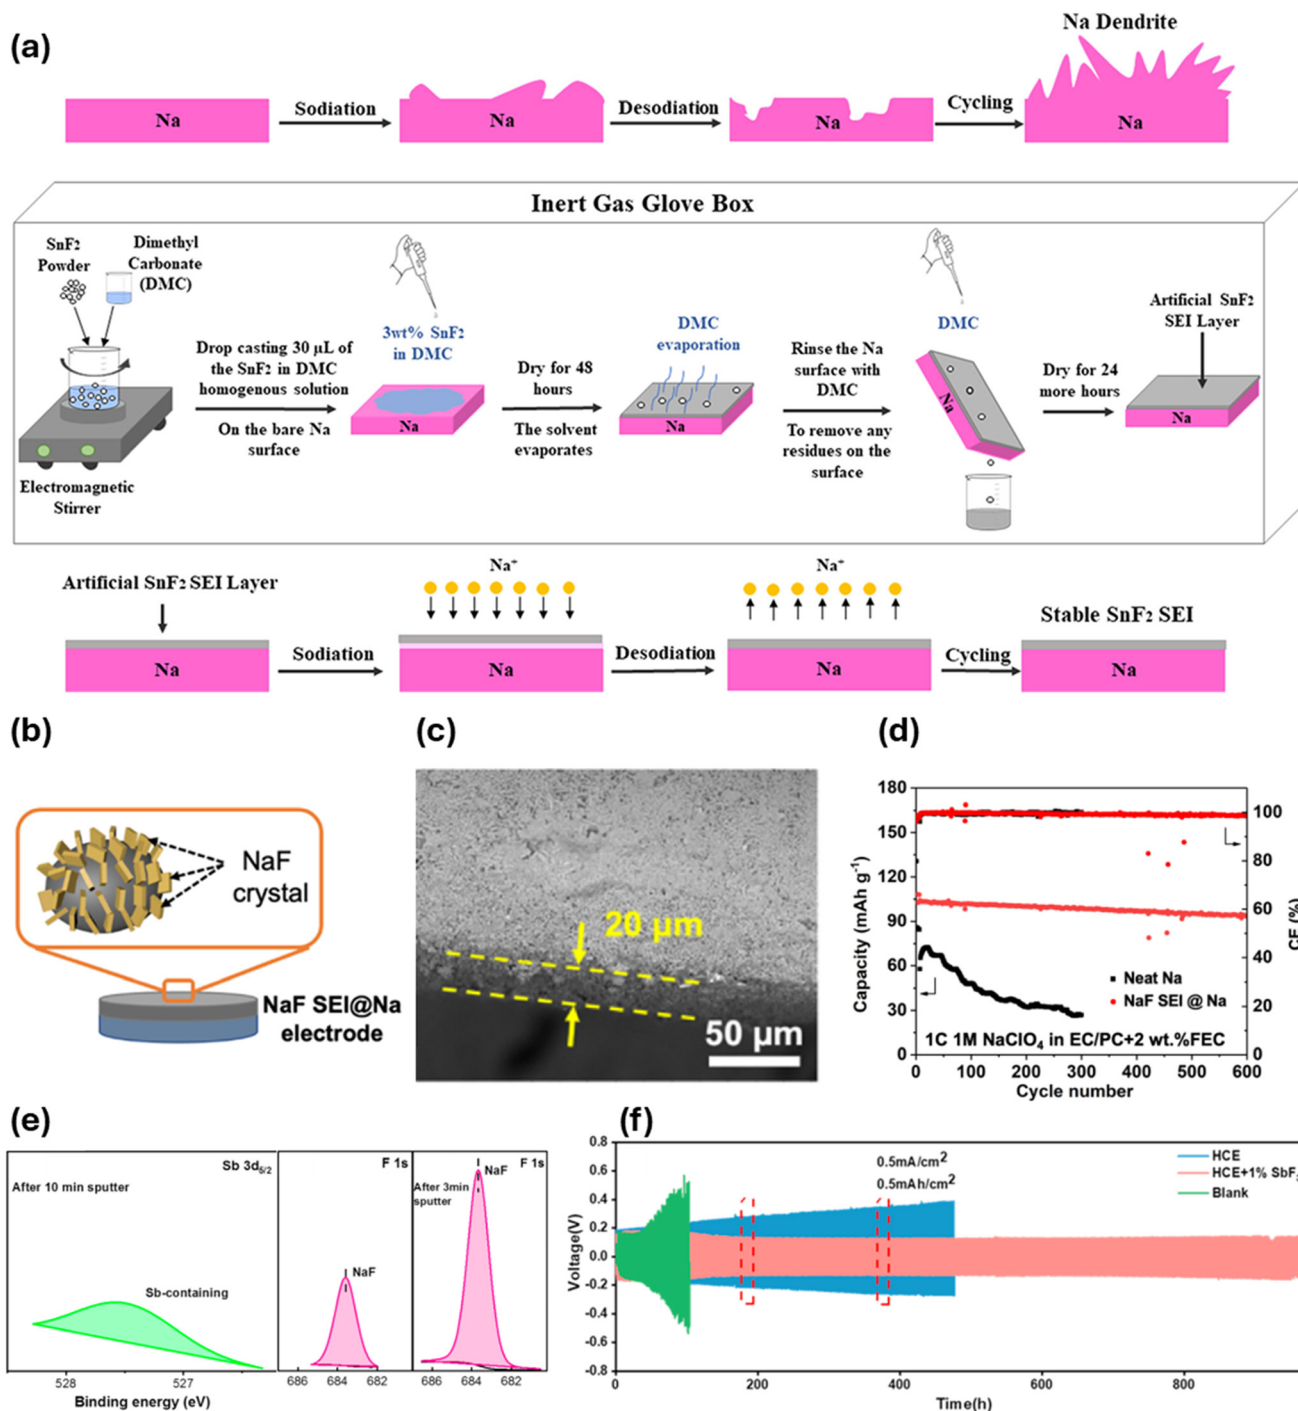 (a)
Na Dendrite
Na
Sodiation
Na
Desodiation
Na
Cycling
Na
Inert Gas Glove Box
SnF₂
Powder
Dimethyl
Carbonate
(DMC)
Electromagnetic
Stirrer
Drop casting 30 μL of
the SnF₂ in DMC
homogenous solution
On the bare Na
surface
3wt% SnF₂
in DMC
Na
Dry for 48
hours
The solvent
evaporates
DMC
evaporation
Na
Rinse the Na
surface with
DMC
To remove any
residues on the
surface
DMC
Na
Dry for 24
more hours
Artificial SnF₂
SEI Layer
Na
Artificial SnF₂ SEI Layer
Na
Sodiation
Na⁺
Na
Desodiation
Na⁺
Na
Cycling
Stable SnF₂ SEI
Na
(b)
NaF
crystal
NaF SEI@Na
electrode
(c)
20 μm
50 μm
(d)
180
160
135
120
105
90
75
60
45
30
15
0
Capacity (mAh g⁻¹)
100
80
60
40
20
0
CE (%)
Neat Na
NaF SEI @ Na
1C 1M NaClO₄ in EC/PC+2 wt.%FEC
0 100 200 300 400 500 600
Cycle number
(e)
Sb 3d₅/₂
After 10 min sputter
Sb-containing
528 527
F 1s
NaF
686 684 682
F 1s
After 3min
sputter
NaF
686 684 682
Binding energy (eV)
(f)
0.8
0.6
0.4
0.2
0.0
-0.2
-0.4
-0.6
-0.8
Voltage(V)
0.5mA/cm²
0.5mAh/cm²
HCE
HCE+1% SbF₃
Blank
0 200 400 600 800
Time(h)